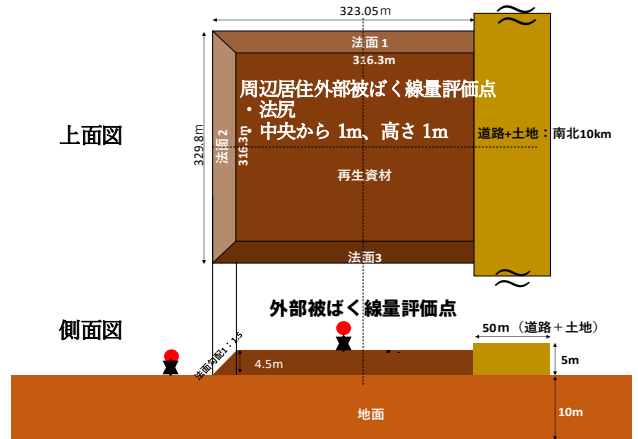 323.05m
法面1
316.3m
周辺居住外部被ばく線量評価点
・法尻
・中央から 1m、高さ 1m
上面図
329.8m
法面2
316.3m
道路+土地：南北10km
再生資材
法面3
外部被ばく線量評価点
側面図
50m（道路＋土地）
法面勾配1：1.5
4.5m
5m
地面
10m